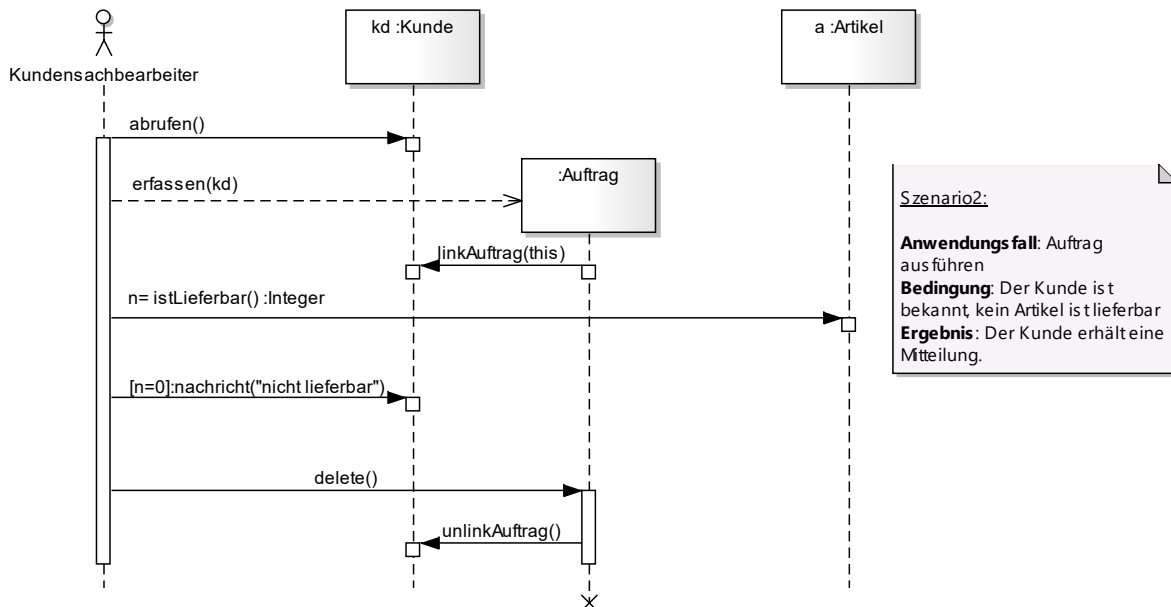 kd :Kunde
a :Artikel
Kundensachbearbeiter
abrufen()
:Auftrag
erfassen(kd)
Szenario2:
linkAuftrag(this)
Anwendungsfall: Auftrag
ausführen
n= istLieferbar() :Integer
Bedingung: Der Kunde ist
bekannt, kein Artikel ist lieferbar
Ergebnis: Der Kunde erhält eine
Mitteilung.
[n=0]:nachricht("nicht lieferbar")
delete()
unlinkAuftrag()